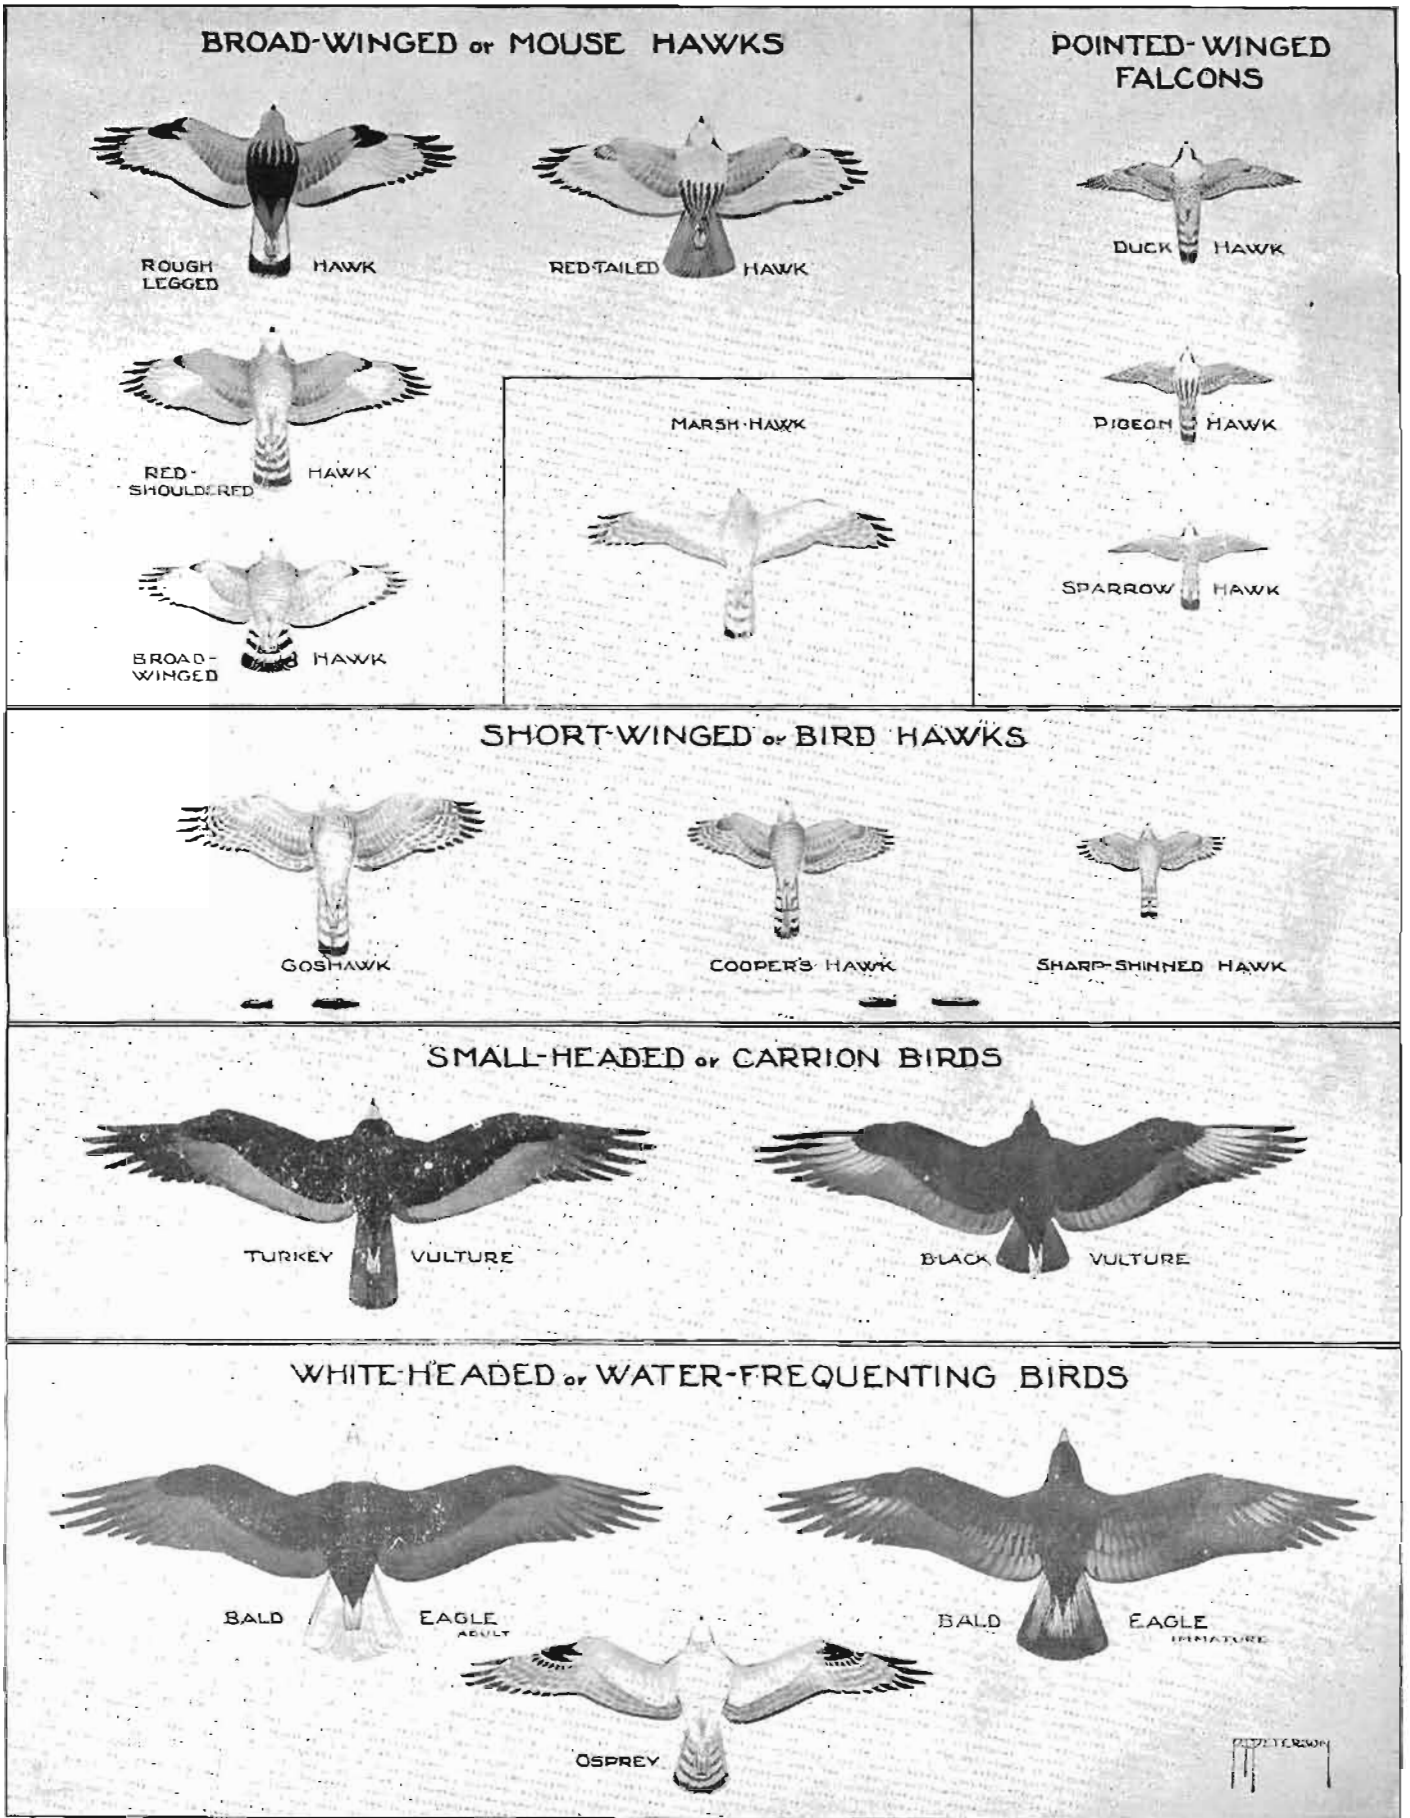 BROAD-WINGED or MOUSE HAWKS
ROUGH LEGGED HAWK
RED-TAILED HAWK
RED-SHOULDERED HAWK
BROAD-WINGED HAWK
MARSH-HAWK
POINTED-WINGED
FALCONS
DUCK HAWK
PIGEON HAWK
SPARROW HAWK
SHORT-WINGED or BIRD HAWKS
GOSHAWK
COOPER'S HAWK
SHARP-SHINNED HAWK
SMALL-HEADED or CARRION BIRDS
TURKEY VULTURE
BLACK VULTURE
WHITE-HEADED or WATER-FREQUENTING BIRDS
BALD EAGLE
ADULT
BALD EAGLE
IMMATURE
OSPREY
PETERSON